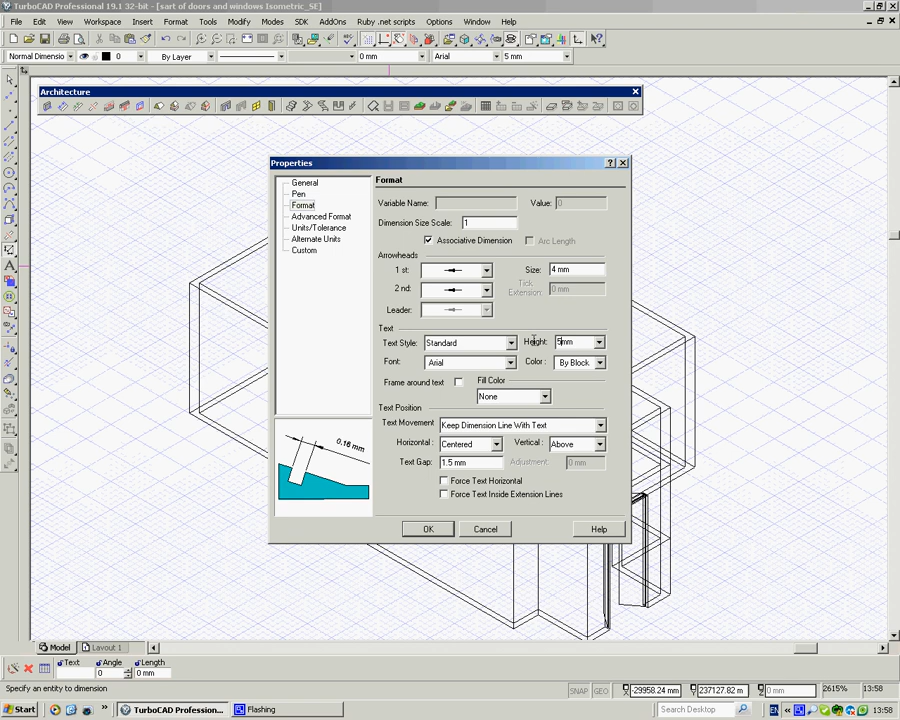 TurboCAD Professional 19.1 32-bit - [sart of doors and windows Isometric_SE]
File Edit View Workspace Insert Format Tools Modes SDK AddOns Ruby .net scripts Options Window Help
Normal Dimensio 0 By Layer 0 mm Arial 5 mm
Architecture
Properties
General
Pen
Format
Advanced Format
Units/Tolerance
Alternate Units
Custom
0.16 mm
Format
Variable Name: Value: 0
Dimension Size Scale: 1
Associative Dimension Arc Length
Arrowheads
1 st: Size: 4 mm
2 nd: Tick Extension: 0 mm
Leader:
Text
Text Style: Standard Height: 5mm
Font: Arial Color: By Block
Frame around text Fill Color
None
Text Position
Text Movement Keep Dimension Line With Text
Horizontal: Centered Vertical: Above
Text Gap: 1.5 mm Adjustment: 0 mm
Force Text Horizontal
Force Text Inside Extension Lines
OK Cancel Help
Model Layout 1
Text Angle Length
0 0 mm
Specify an entity to dimension SNAP GEO X -29958.24 mm Y 237127.82 m Z 0 mm 2615% 13:58
Start TurboCAD Professiona... Flashing Search Desktop EN 13:58